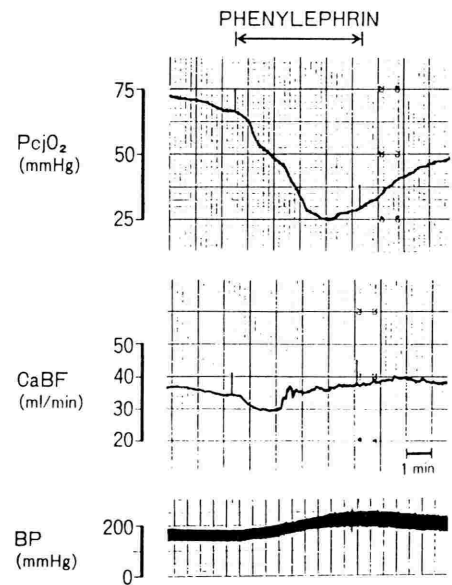 PHENYLEPHRIN
75
PcjO₂
50
(mmHg)
25
50
CaBF
40
(ml/min)
30
20
1 min
200
BP
(mmHg)
0